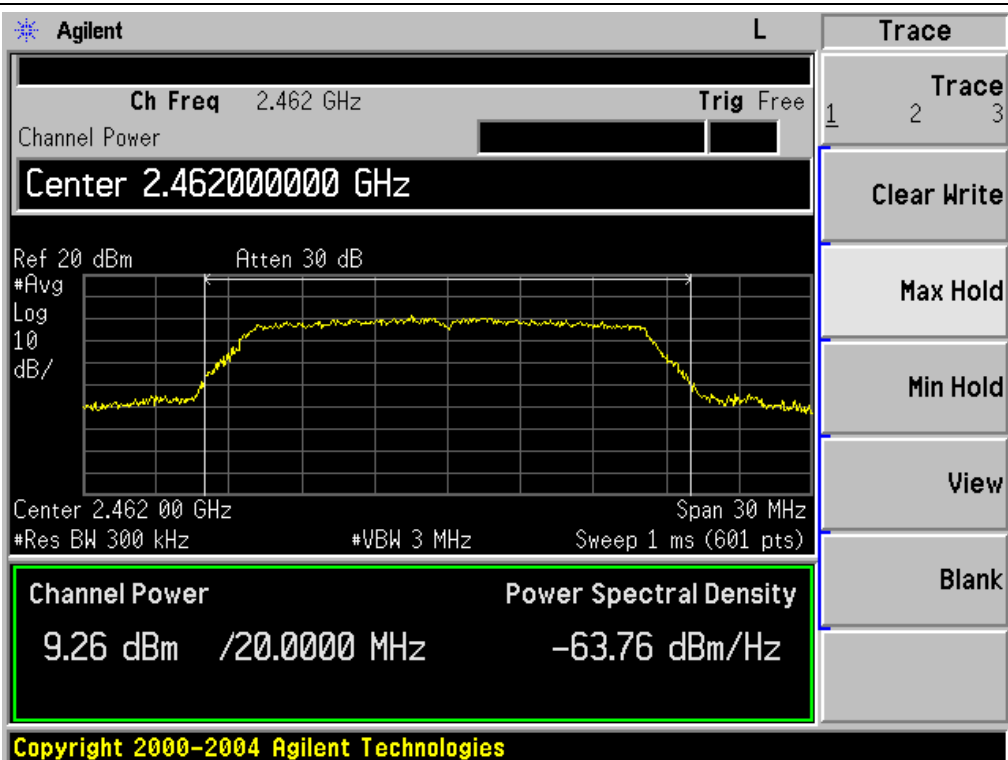 Agilent L Trace
Ch Freq 2.462 GHz Trig Free
Channel Power
Center 2.462000000 GHz
Ref 20 dBm Atten 30 dB
#Avg
Log
10
dB/
Center 2.462 00 GHz Span 30 MHz
#Res BW 300 kHz #VBW 3 MHz Sweep 1 ms (601 pts)
Channel Power Power Spectral Density
9.26 dBm /20.0000 MHz -63.76 dBm/Hz
Copyright 2000-2004 Agilent Technologies
Trace
1 2 3
Clear Write
Max Hold
Min Hold
View
Blank